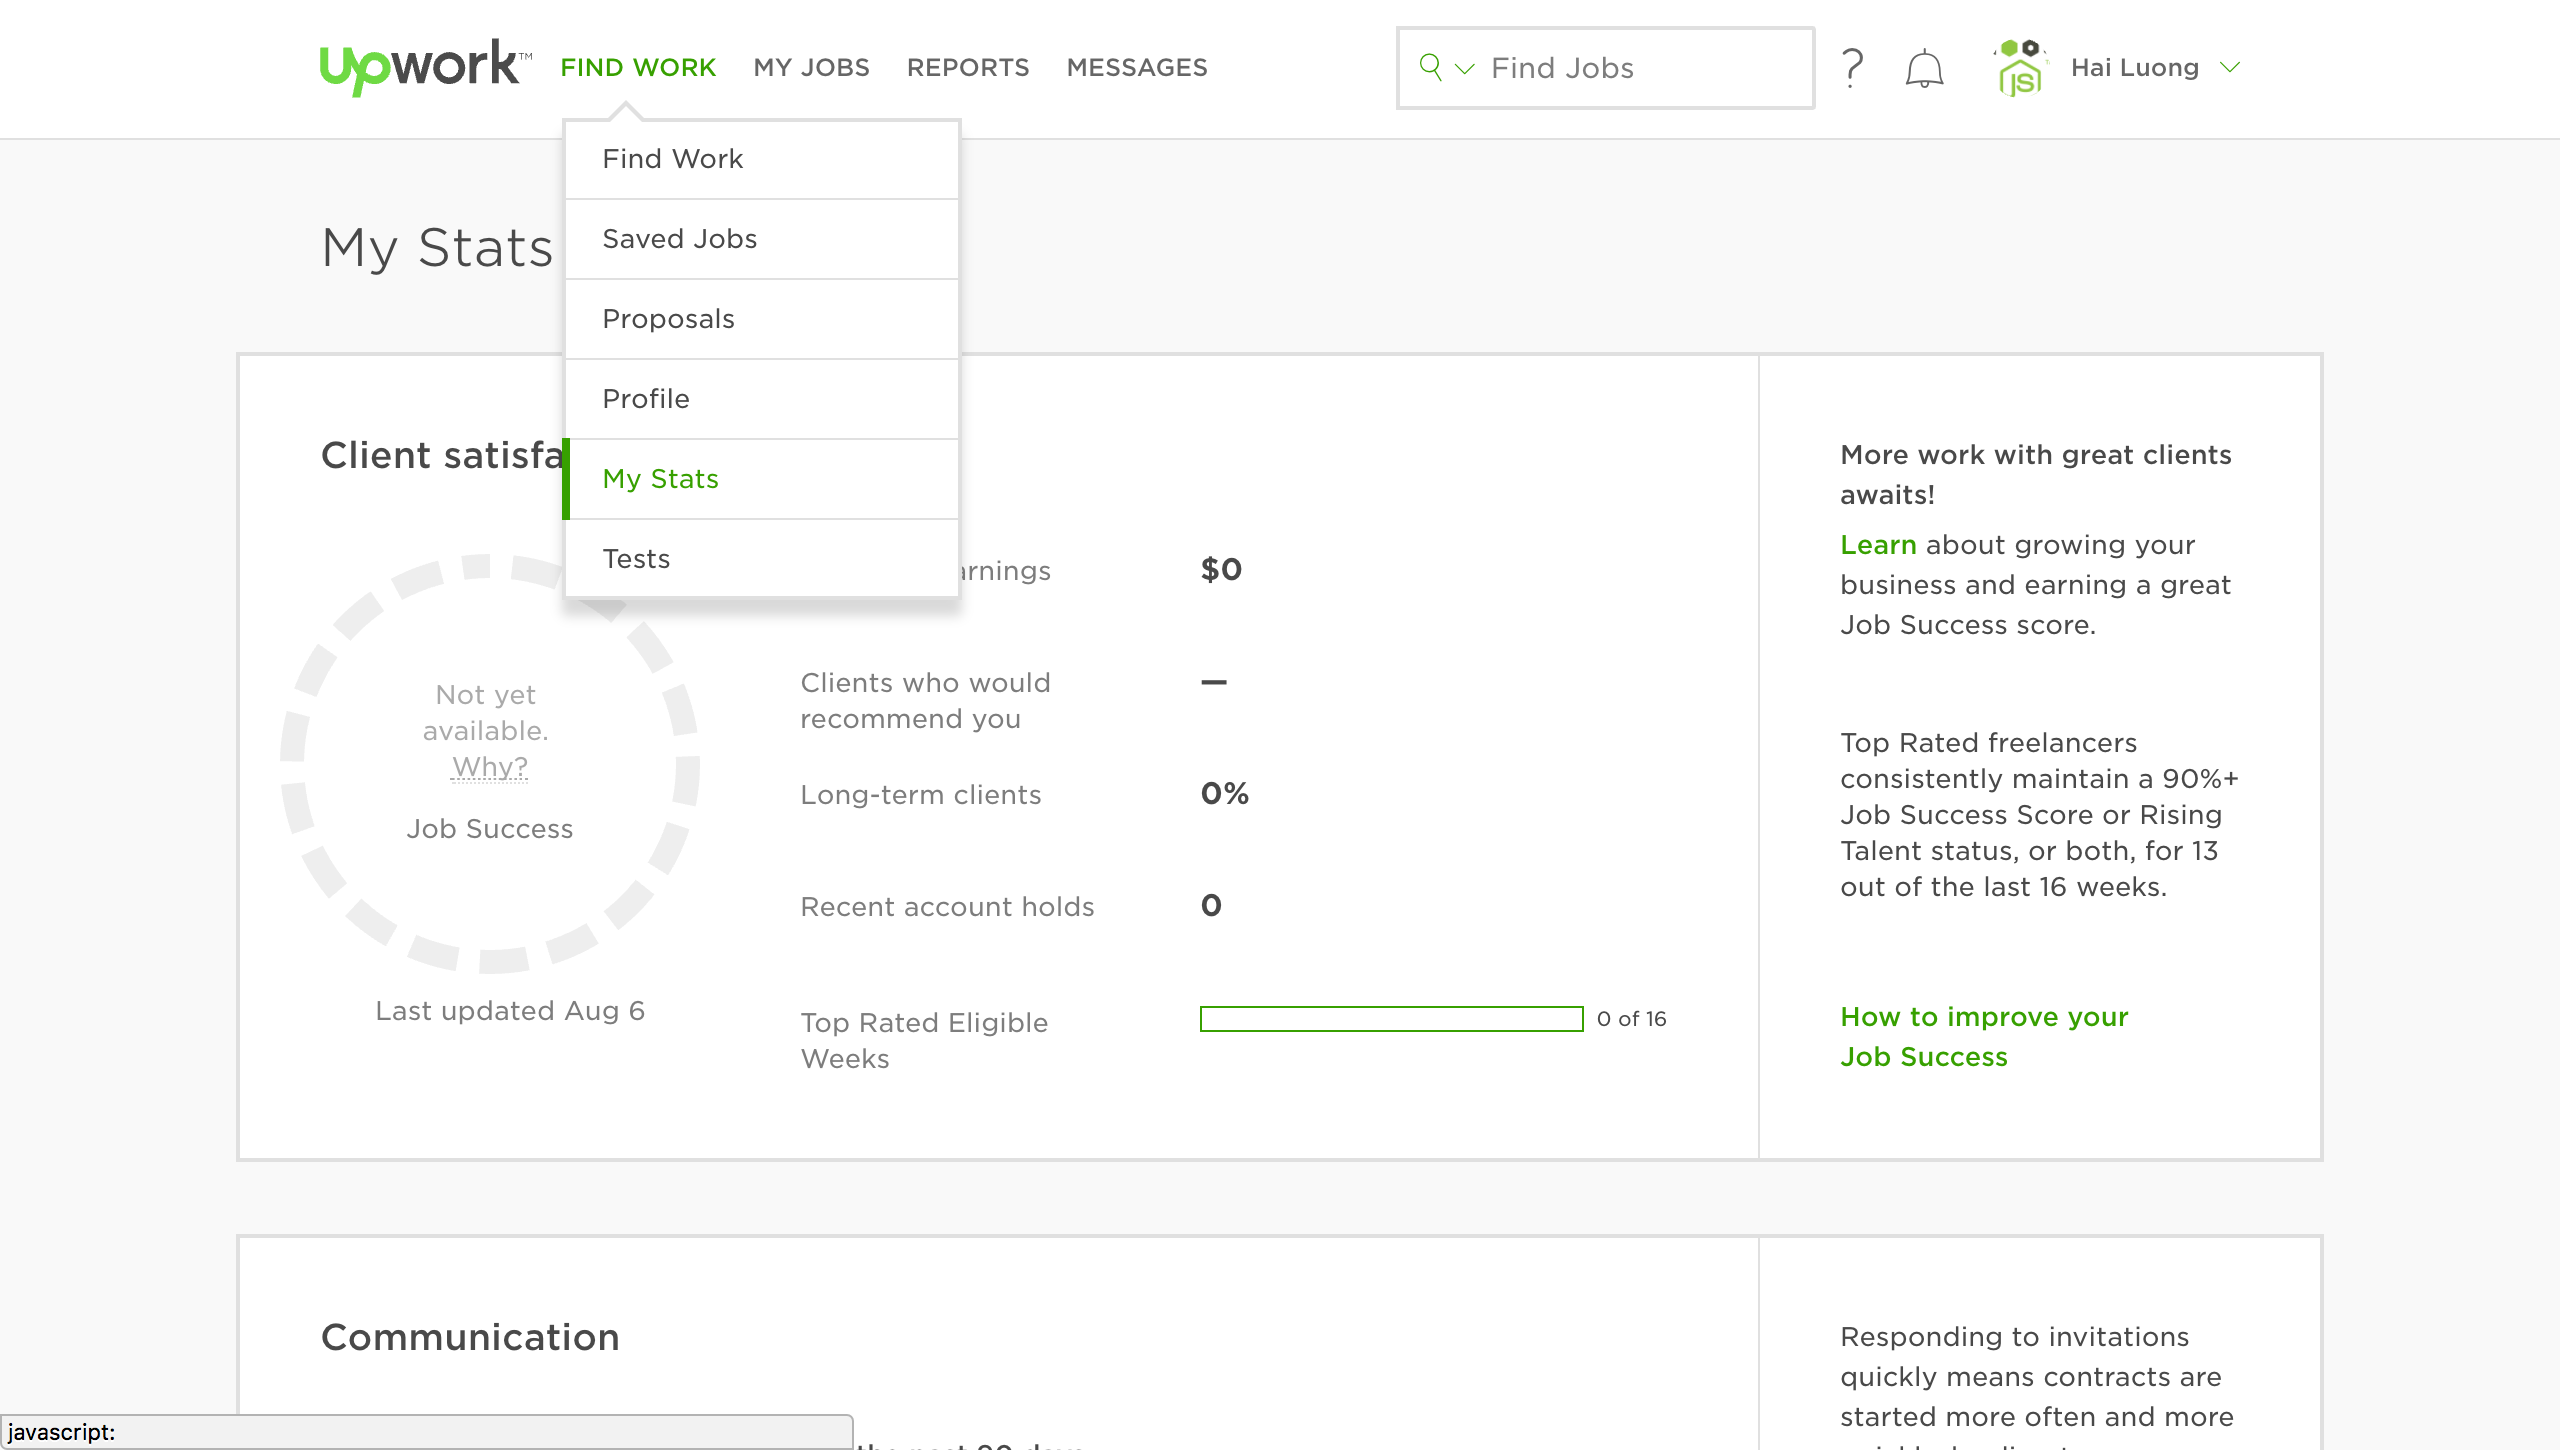 upwork™
FIND WORK MY JOBS REPORTS MESSAGES
Find Jobs
?
JS
Hai Luong
Find Work
Saved Jobs
Proposals
Profile
My Stats
Tests
My Stats
Client
$0
Clients who would
recommend you
—
Long-term clients
0%
Recent account holds
0
Top Rated Eligible
Weeks
0 of 16
Not yet
available.
Why?
Job Success
Last updated Aug 6
More work with great clients
awaits!
Learn about growing your
business and earning a great
Job Success score.
Top Rated freelancers
consistently maintain a 90%+
Job Success Score or Rising
Talent status, or both, for 13
out of the last 16 weeks.
How to improve your
Job Success
Communication
Responding to invitations
quickly means contracts are
started more often and more
javascript: